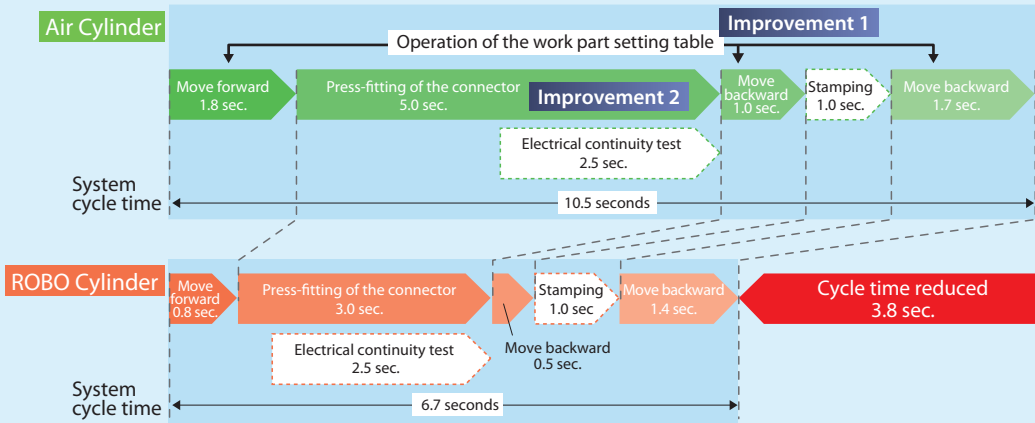 Air Cylinder
Improvement 1
Operation of the work part setting table
Move forward
1.8 sec.
Press-fitting of the connector
5.0 sec.
Improvement 2
Move
backward
1.0 sec.
Stamping
1.0 sec.
Move backward
1.7 sec.
Electrical continuity test
2.5 sec.
System
cycle time
10.5 seconds
ROBO Cylinder
Move
forward
0.8 sec.
Press-fitting of the connector
3.0 sec.
Stamping
1.0 sec
Move backward
1.4 sec.
Cycle time reduced
3.8 sec.
Electrical continuity test
2.5 sec.
Move backward
0.5 sec.
System
cycle time
6.7 seconds